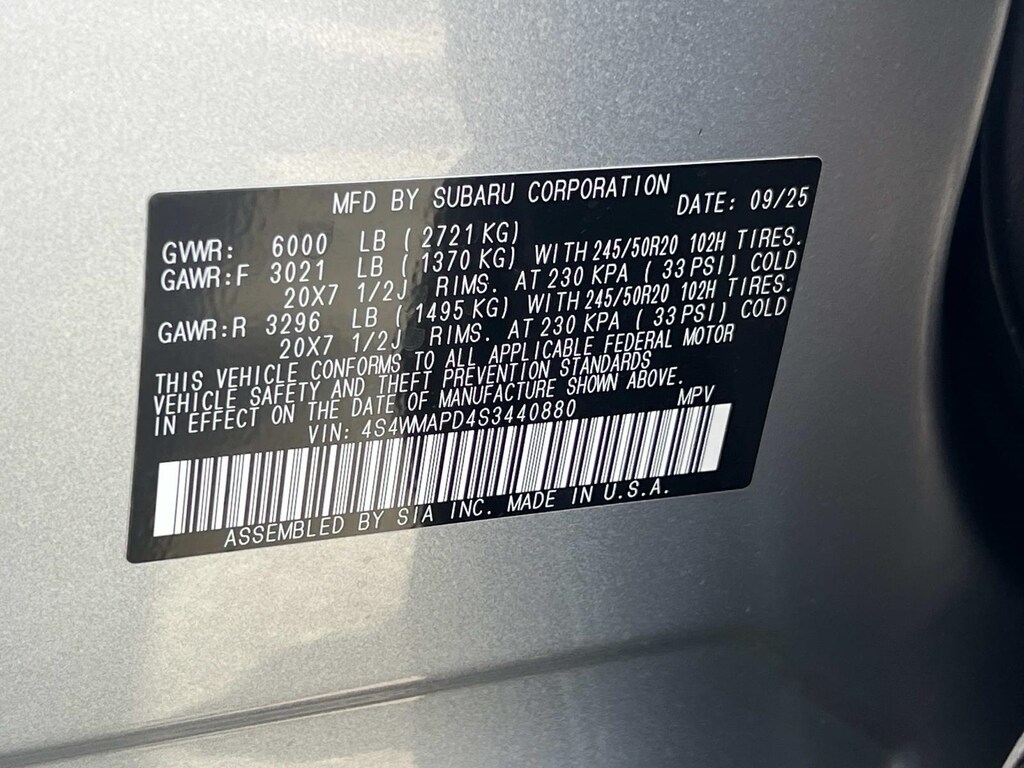 MFD BY SUBARU CORPORATION DATE: 09/25
GVWR: 6000 LB ( 2721 KG)
GAWR:F 3021 LB ( 1370 KG) WITH 245/50R20 102H TIRES.
20X7 1/2J RIMS. AT 230 KPA ( 33 PSI) COLD
GAWR:R 3296 LB ( 1495 KG) WITH 245/50R20 102H TIRES.
20X7 1/2J RIMS. AT 230 KPA ( 33 PSI) COLD
THIS VEHICLE CONFORMS TO ALL APPLICABLE FEDERAL MOTOR
VEHICLE SAFETY AND THEFT PREVENTION STANDARDS
IN EFFECT ON THE DATE OF MANUFACTURE SHOWN ABOVE.
VIN: 4S4WMAPD4S3440880 MPV
ASSEMBLED BY SIA INC. MADE IN U.S.A.